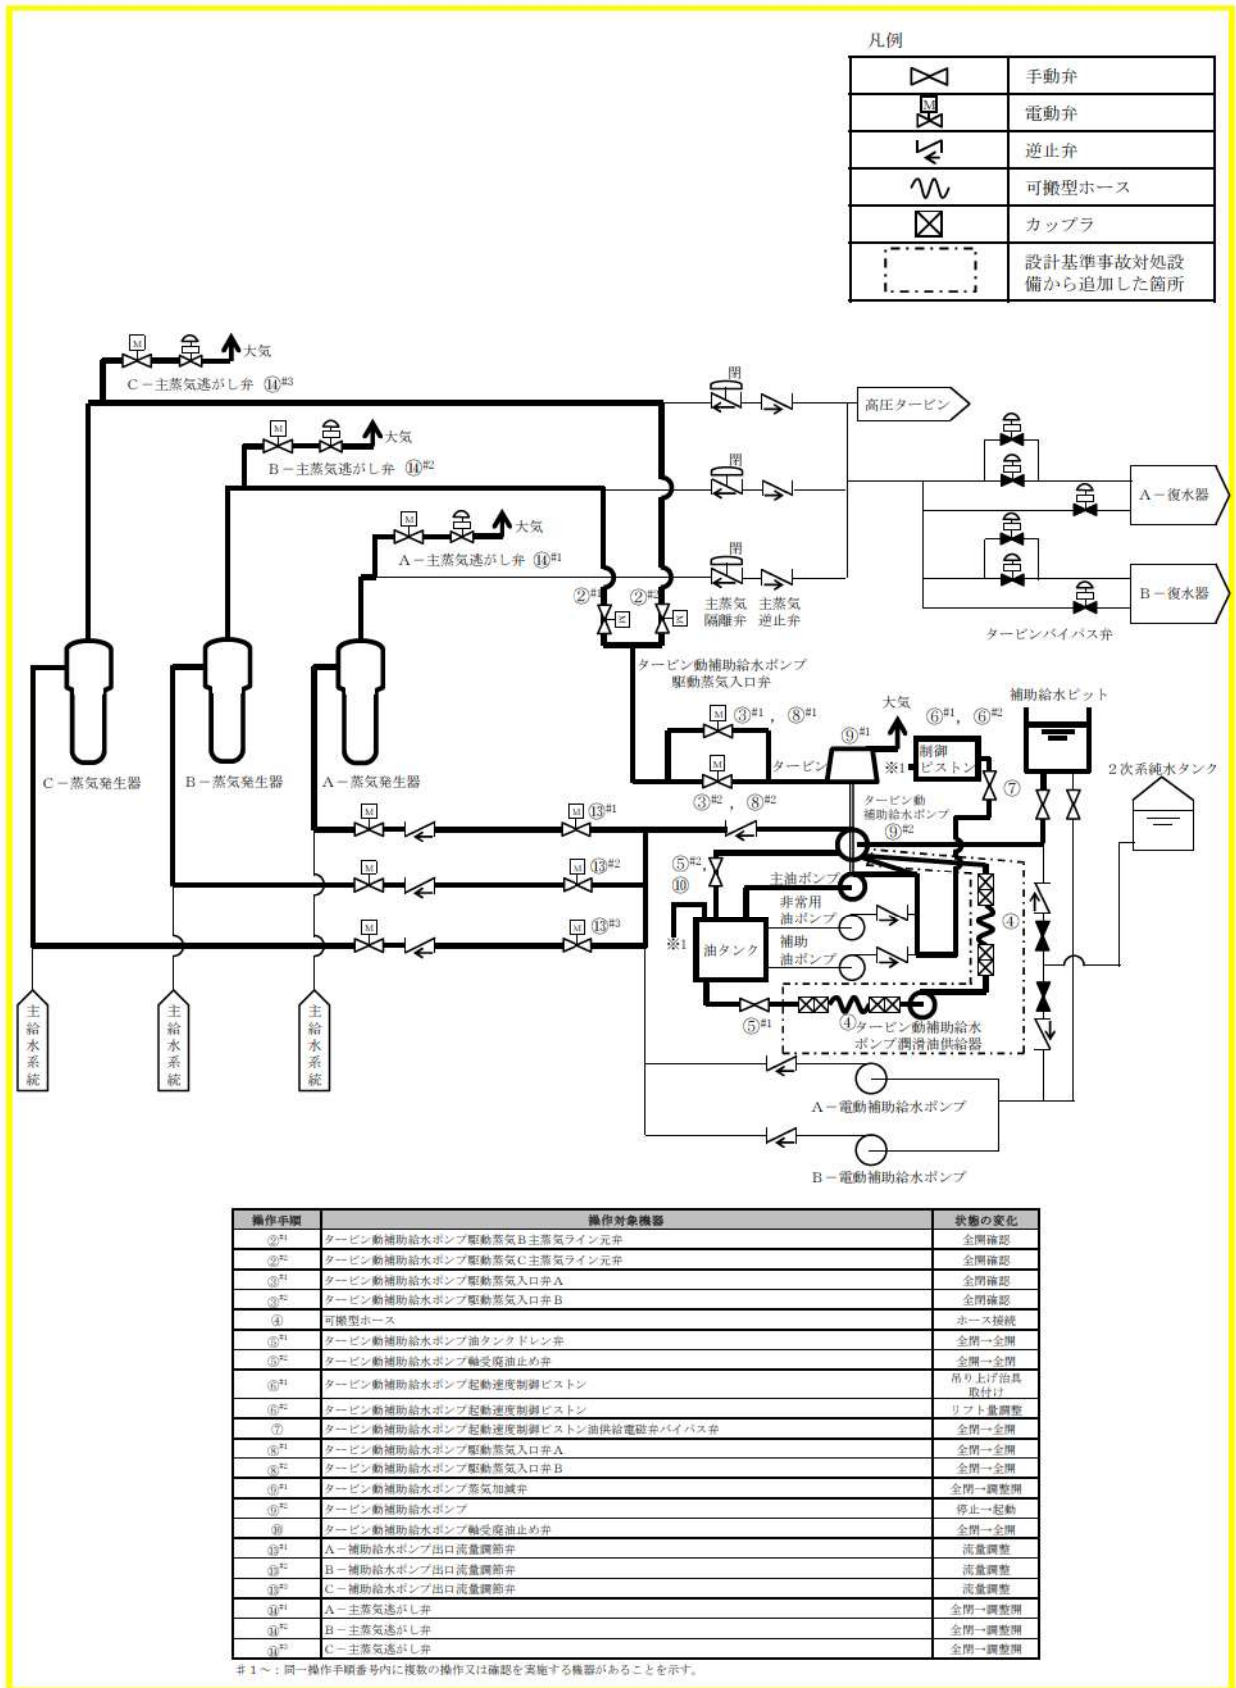 凡例
手動弁
M
電動弁
逆止弁
可搬型ホース
カップラ
設計基準事故対処設
備から追加した箇所
M
大気
C-主蒸気逃がし弁 ⑭#3
M
大気
B-主蒸気逃がし弁 ⑭#2
M
大気
A-主蒸気逃がし弁 ⑭#1
閉
閉
閉
高圧タービン
A-復水器
B-復水器
主蒸気
隔離弁
主蒸気
逆止弁
タービンバイパス弁
②#1
②#2
M
M
タービン動補助給水ポンプ
駆動蒸気入口弁
C-蒸気発生器
B-蒸気発生器
A-蒸気発生器
M
③#1, ⑧#1
M
③#2, ⑧#2
タービン
⑨#1
大気
⑥#1, ⑥#2
※1
制御
ピストン
⑦
補助給水ピット
2次系純水タンク
タービン動
補助給水ポンプ
⑨#2
M
M
⑬#1
M
M
⑬#2
M
M
⑬#3
⑤#2,
⑩
※1
油タンク
主油ポンプ
非常用
油ポンプ
補助
油ポンプ
④
⑤#1
④
タービン動補助給水
ポンプ潤滑油供給器
主給水系統
主給水系統
主給水系統
A-電動補助給水ポンプ
B-電動補助給水ポンプ
操作手順 操作対象機器 状態の変化
②#1 タービン動補助給水ポンプ駆動蒸気B主蒸気ライン元弁 全開確認
②#2 タービン動補助給水ポンプ駆動蒸気C主蒸気ライン元弁 全開確認
③#1 タービン動補助給水ポンプ駆動蒸気入口弁A 全閉確認
③#2 タービン動補助給水ポンプ駆動蒸気入口弁B 全閉確認
④ 可搬型ホース ホース接続
⑤#1 タービン動補助給水ポンプ油タンクドレン弁 全閉→全開
⑤#2 タービン動補助給水ポンプ軸受廃油止め弁 全開→全閉
⑥#1 タービン動補助給水ポンプ起動速度制御ピストン 吊り上げ治具
取付け
⑥#2 タービン動補助給水ポンプ起動速度制御ピストン リフト量調整
⑦ タービン動補助給水ポンプ起動速度制御ピストン油供給電磁弁バイパス弁 全閉→全開
⑧#1 タービン動補助給水ポンプ駆動蒸気入口弁A 全閉→全開
⑧#2 タービン動補助給水ポンプ駆動蒸気入口弁B 全閉→全開
⑨#1 タービン動補助給水ポンプ蒸気加減弁 全閉→調整開
⑨#2 タービン動補助給水ポンプ 停止→起動
⑩ タービン動補助給水ポンプ軸受廃油止め弁 全閉→全開
⑬#1 A-補助給水ポンプ出口流量調節弁 流量調整
⑬#2 B-補助給水ポンプ出口流量調節弁 流量調整
⑬#3 C-補助給水ポンプ出口流量調節弁 流量調整
⑭#1 A-主蒸気逃がし弁 全閉→調整開
⑭#2 B-主蒸気逃がし弁 全閉→調整開
⑭#3 C-主蒸気逃がし弁 全閉→調整開
#1~:同一操作手順番号内に複数の操作又は確認を実施する機器があることを示す。